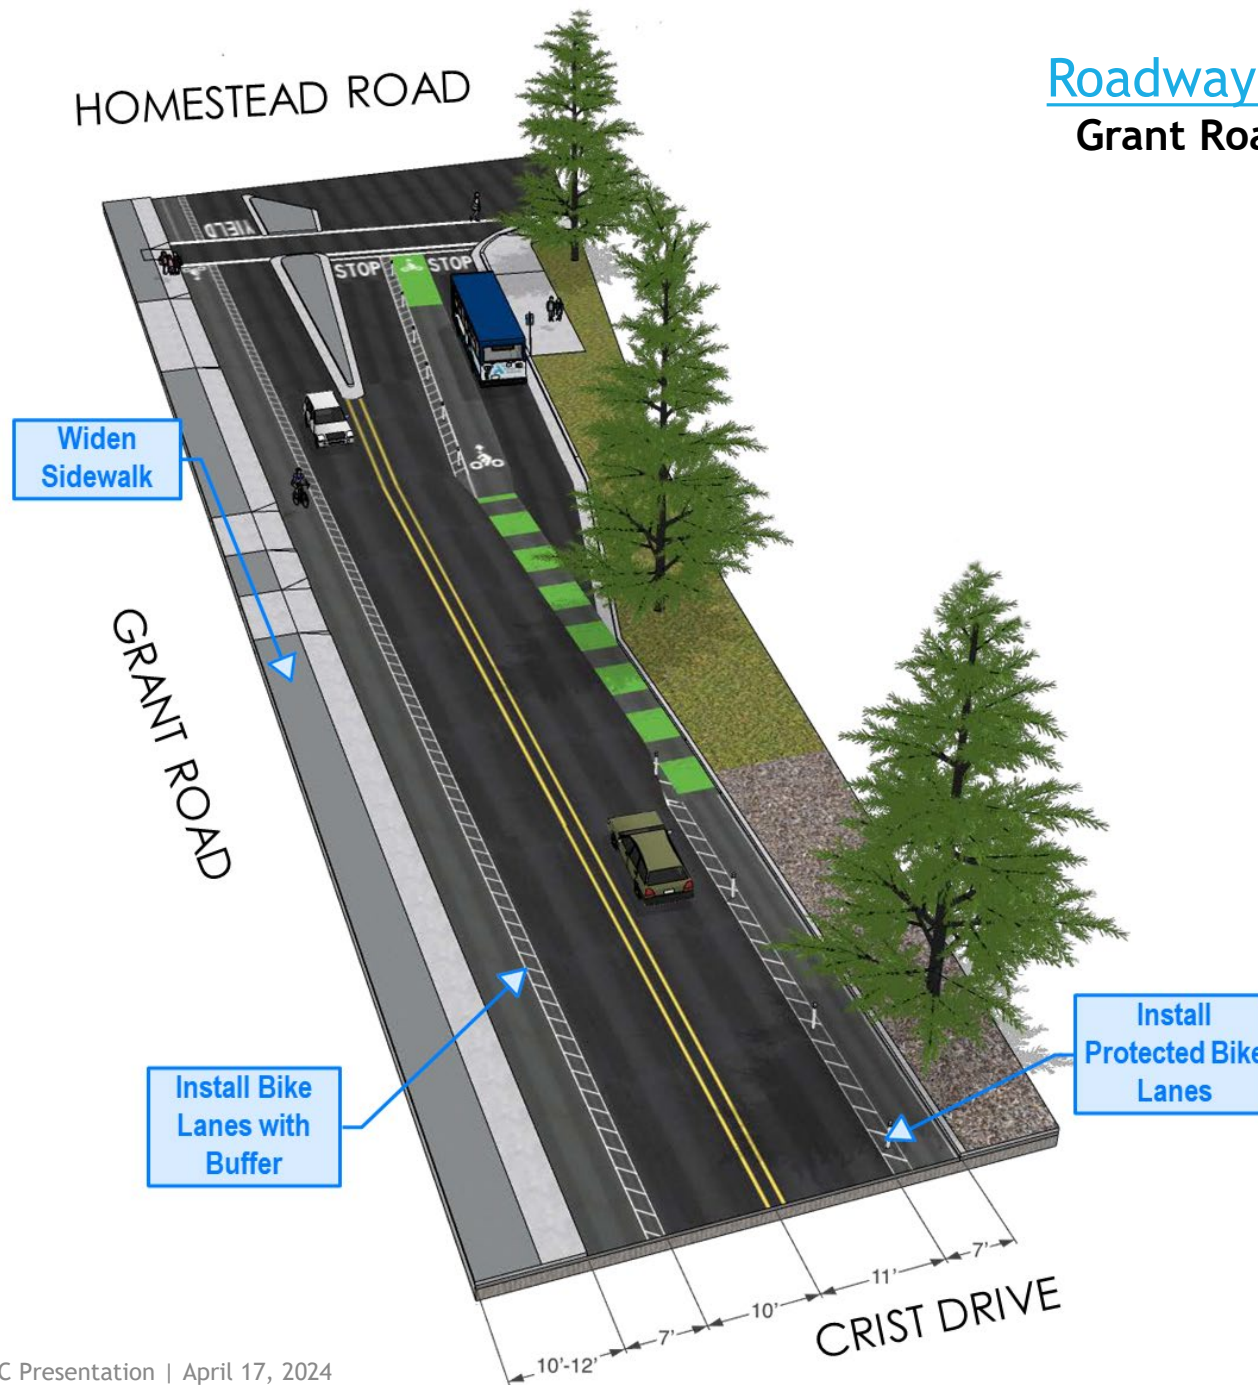 Roadway
Grant Roa
HOMESTEAD ROAD
YIELD
STOP
STOP
Widen
Sidewalk
GRANT ROAD
Install Bike
Lanes with
Buffer
Install
Protected Bike
Lanes
10'-12'
7'
10'
11'
7'
CRIST DRIVE
C Presentation | April 17, 2024